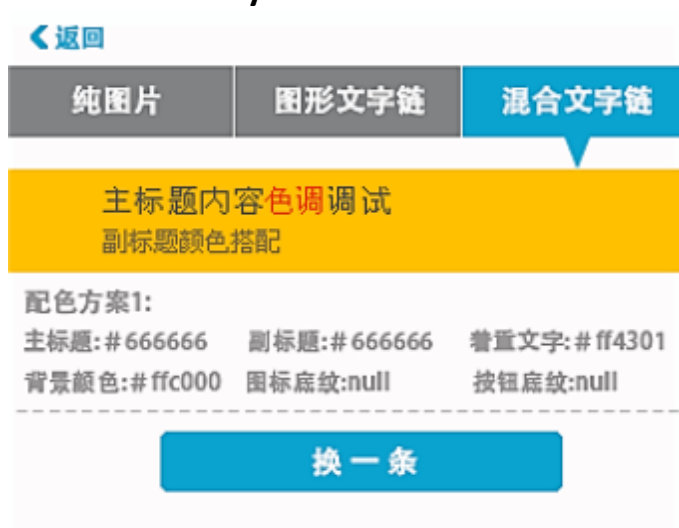 返回
纯图片 图形文字链 混合文字链
主标题内容色调调试
副标题颜色搭配
配色方案1:
主标题:#666666 副标题:#666666 着重文字:#ff4301
背景颜色:#ffc000 图标底纹:null 按钮底纹:null
换一条